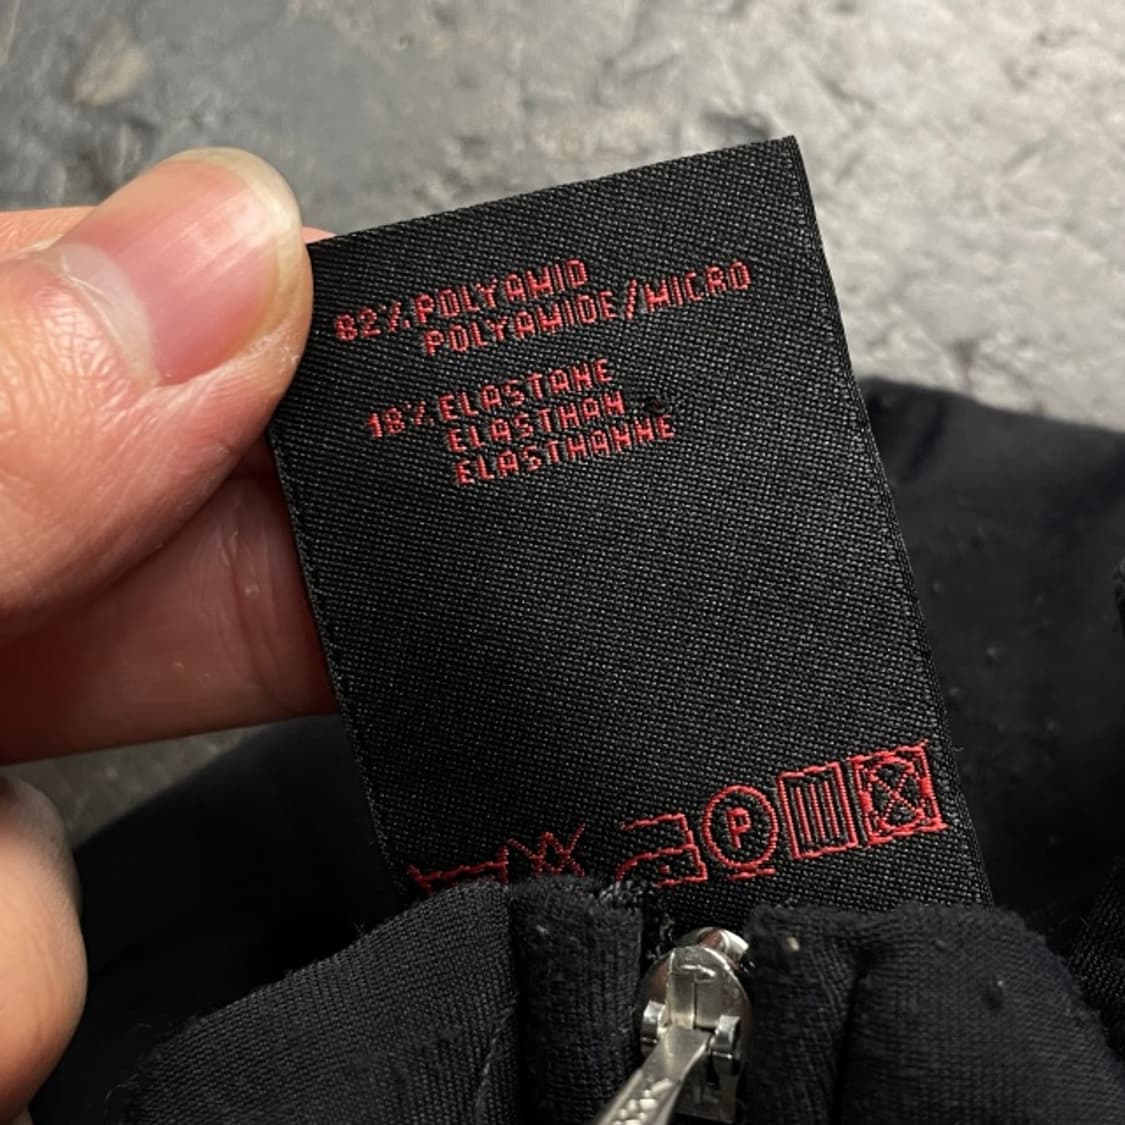 82% POLYAMID
POLYAMIDE/MICRO
18% ELASTANE
ELASTHAN
ELASTHANNE
P